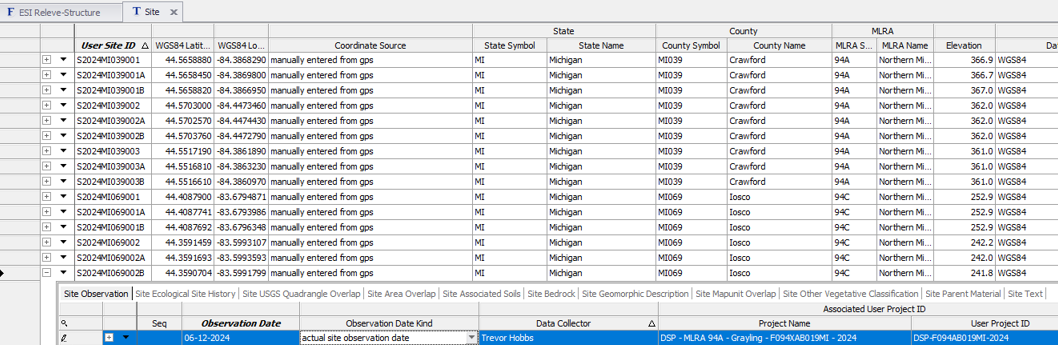 F ESI Releve-Structure T Site ×
State County MLRA
User Site ID WGS84 Latit... WGS84 Lo... Coordinate Source State Symbol State Name County Symbol County Name MLRA S... MLRA Name Elevation Da
S2024MI039001 44.5658880 -84.3868290 manually entered from gps MI Michigan MI039 Crawford 94A Northern Mi... 366.9 WGS84
S2024MI039001A 44.5658450 -84.3869800 manually entered from gps MI Michigan MI039 Crawford 94A Northern Mi... 366.7 WGS84
S2024MI039001B 44.5658820 -84.3866950 manually entered from gps MI Michigan MI039 Crawford 94A Northern Mi... 367.0 WGS84
S2024MI039002 44.5703000 -84.4473460 manually entered from gps MI Michigan MI039 Crawford 94A Northern Mi... 362.0 WGS84
S2024MI039002A 44.5702570 -84.4474430 manually entered from gps MI Michigan MI039 Crawford 94A Northern Mi... 362.0 WGS84
S2024MI039002B 44.5703760 -84.4472790 manually entered from gps MI Michigan MI039 Crawford 94A Northern Mi... 362.0 WGS84
S2024MI039003 44.5517190 -84.3861890 manually entered from gps MI Michigan MI039 Crawford 94A Northern Mi... 361.0 WGS84
S2024MI039003A 44.5516810 -84.3863230 manually entered from gps MI Michigan MI039 Crawford 94A Northern Mi... 361.0 WGS84
S2024MI039003B 44.5516610 -84.3860970 manually entered from gps MI Michigan MI039 Crawford 94A Northern Mi... 361.0 WGS84
S2024MI069001 44.4087900 -83.6794871 manually entered from gps MI Michigan MI069 Iosco 94C Northern Mi... 252.9 WGS84
S2024MI069001A 44.4087741 -83.6793986 manually entered from gps MI Michigan MI069 Iosco 94C Northern Mi... 252.9 WGS84
S2024MI069001B 44.4087692 -83.6796348 manually entered from gps MI Michigan MI069 Iosco 94C Northern Mi... 252.9 WGS84
S2024MI069002 44.3591459 -83.5993107 manually entered from gps MI Michigan MI069 Iosco 94C Northern Mi... 242.2 WGS84
S2024MI069002A 44.3591693 -83.5993593 manually entered from gps MI Michigan MI069 Iosco 94C Northern Mi... 242.0 WGS84
S2024MI069002B 44.3590704 -83.5991799 manually entered from gps MI Michigan MI069 Iosco 94C Northern Mi... 241.8 WGS84
Site Observation Site Ecological Site History Site USGS Quadrangle Overlap Site Area Overlap Site Associated Soils Site Bedrock Site Geomorphic Description Site Mapunit Overlap Site Other Vegetative Classification Site Parent Material Site Text
Associated User Project ID
Seq Observation Date Observation Date Kind Data Collector Project Name User Project ID
06-12-2024 actual site observation date Trevor Hobbs DSP - MLRA 94A - Grayling - F094XAB019MI - 2024 DSP-F094AB019MI-2024